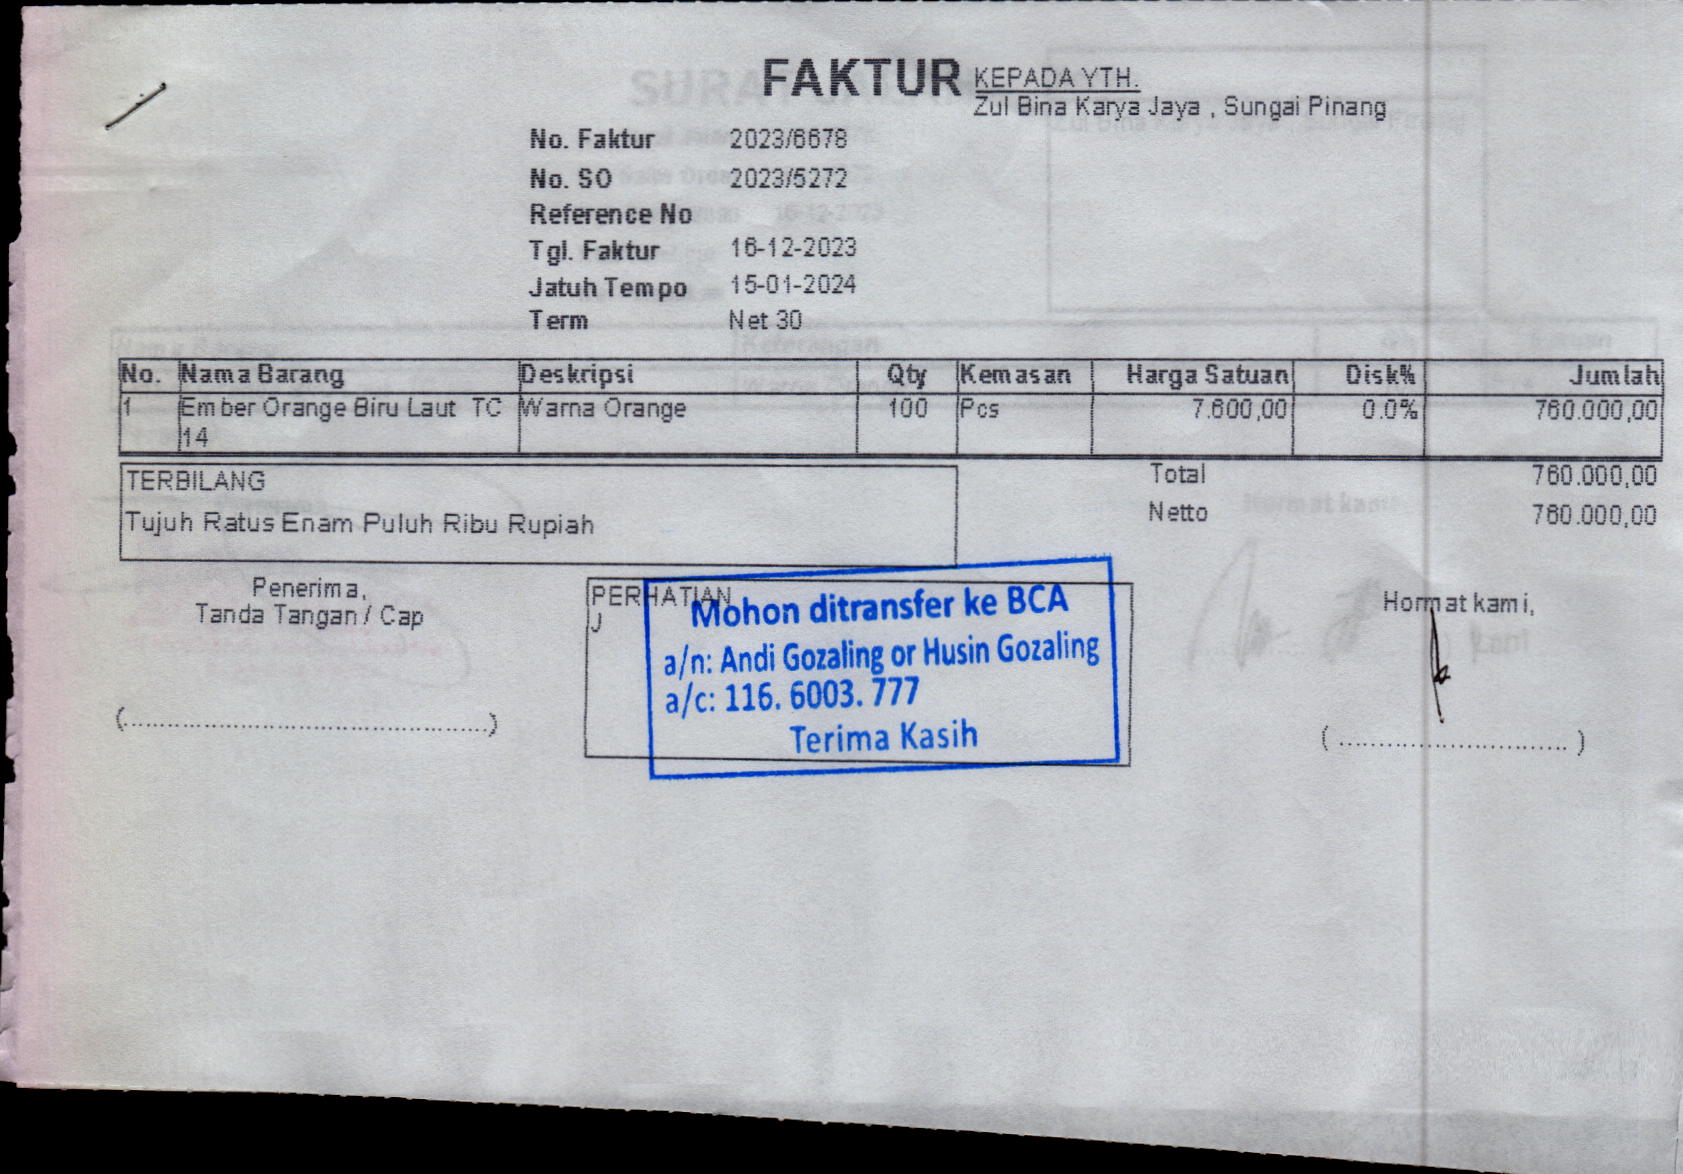 FAKTUR
KEPADA YTH.
Zul Bina Karya Jaya , Sungai Pinang
No. Faktur 2023/6678
No. SO 2023/5272
Reference No
Tgl. Faktur 16-12-2023
Jatuh Tempo 15-01-2024
Term Net 30
No. Nama Barang Deskripsi Qty Kemasan Harga Satuan Disk% Jumlah
1 Ember Orange Biru Laut TC Warna Orange 100 Pcs 7.600,00 0.0% 760.000,00
14
TERBILANG
Tujuh Ratus Enam Puluh Ribu Rupiah
Total 760.000,00
Netto 760.000,00
Penerima,
Tanda Tangan / Cap
(..............................................)
PERHATIAN
J
Mohon ditransfer ke BCA
a/n: Andi Gozaling or Husin Gozaling
a/c: 116. 6003. 777
Terima Kasih
Hormat kami,
( ............................. )